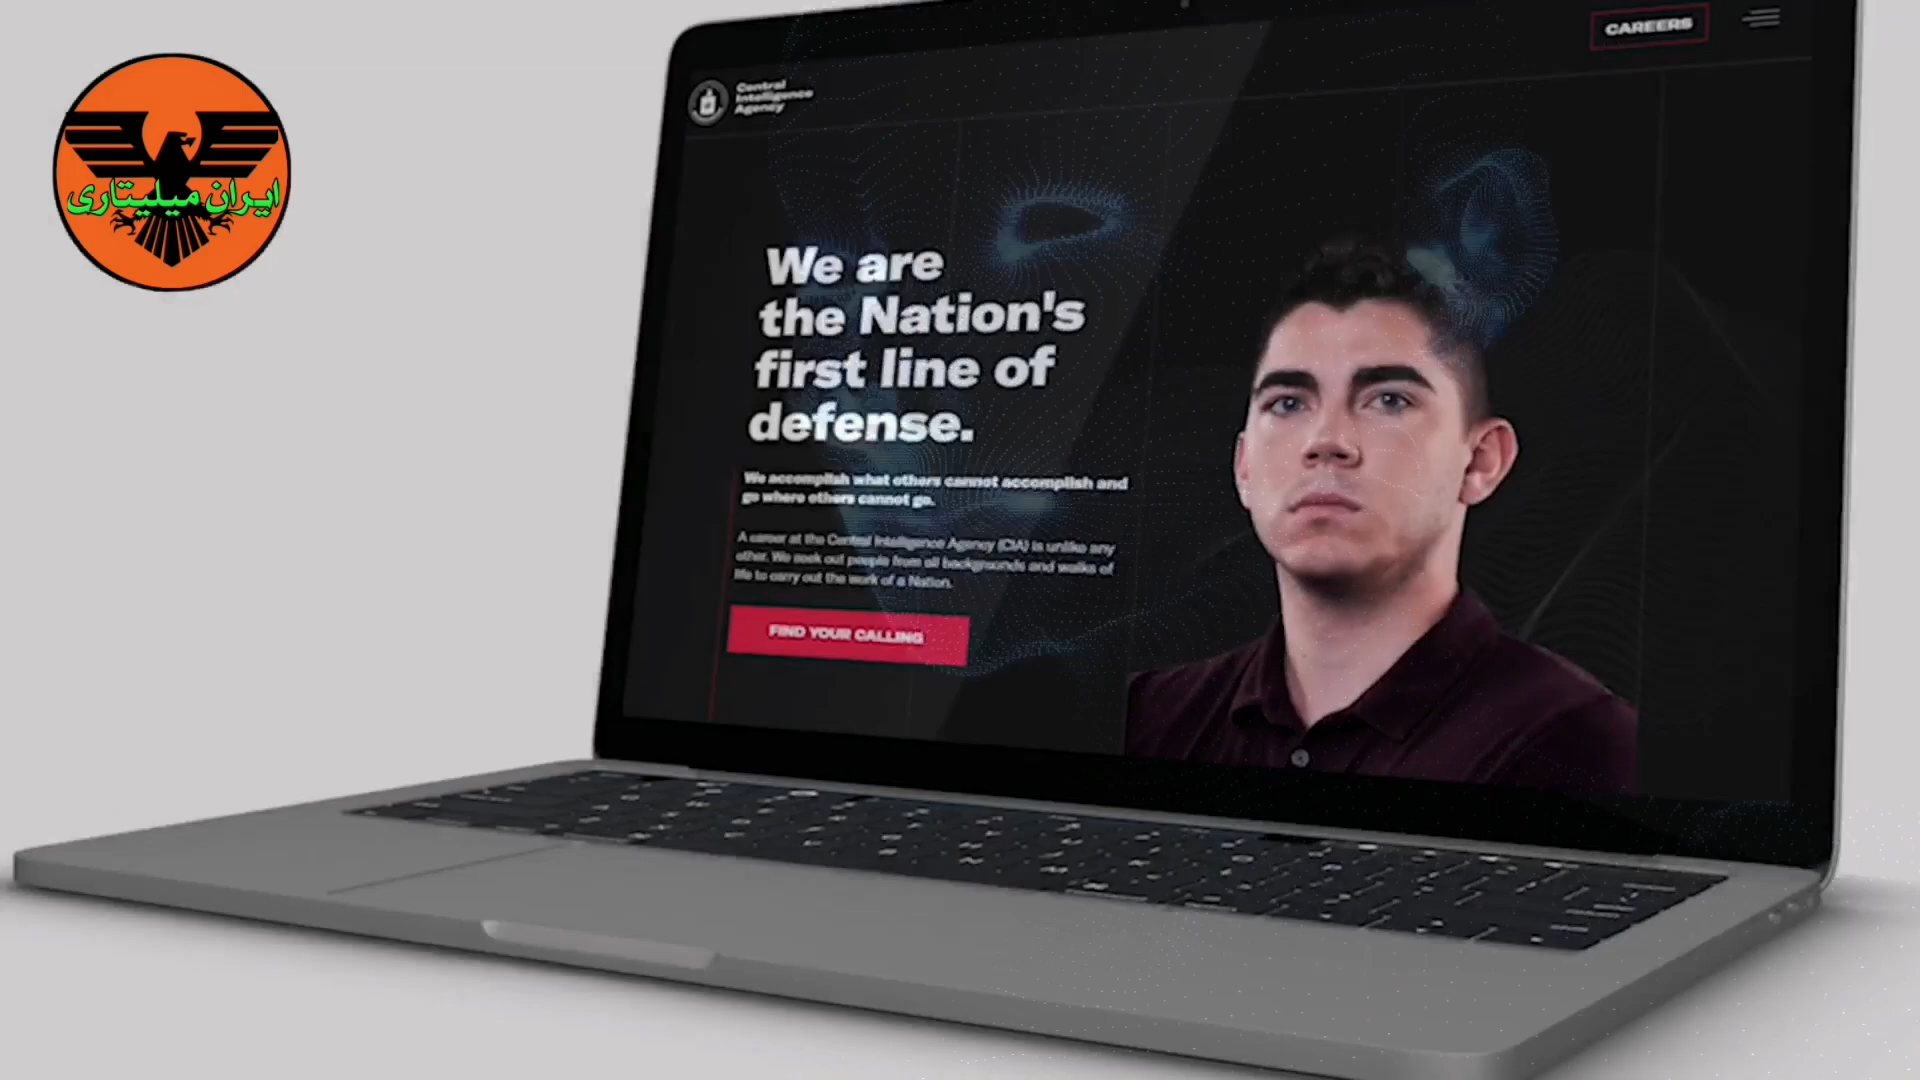 ایران میلیتاری
CAREERS
Central
Intelligence
Agency
We are
the Nation's
first line of
defense.
We accomplish what others cannot accomplish and
go where others cannot go.
A career at the Central Intelligence Agency (CIA) is unlike any
other. We seek out people from all backgrounds and walks of
life to carry out the work of a Nation.
FIND YOUR CALLING